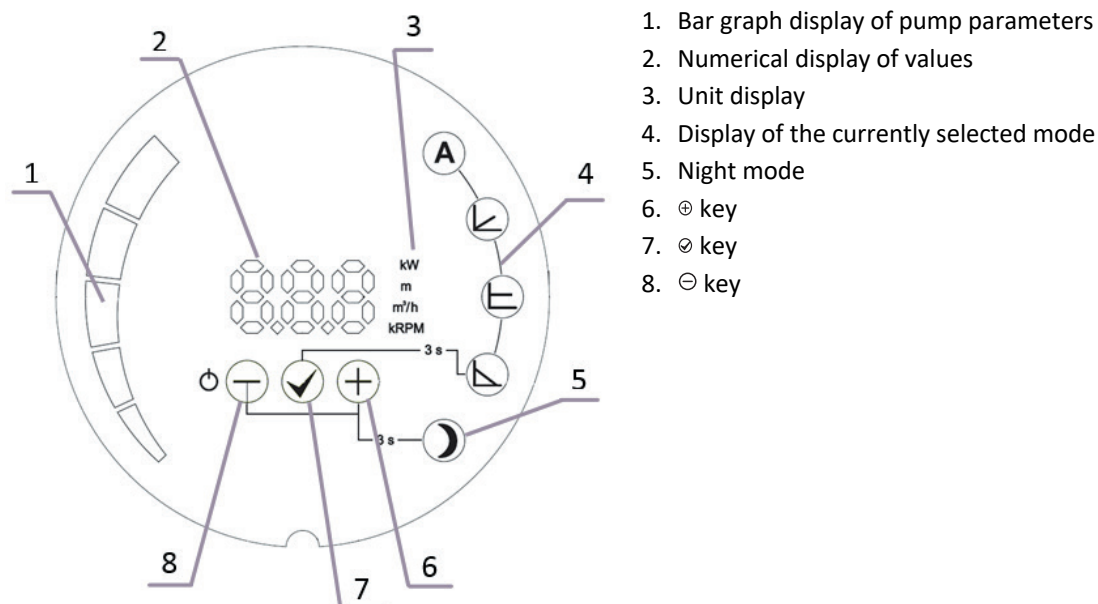 2
3
1
4
A
kW
m
m³/h
kRPM
3 s
5
3 s
8
7
6
1. Bar graph display of pump parameters
2. Numerical display of values
3. Unit display
4. Display of the currently selected mode
5. Night mode
6. ⊕ key
7. ✓ key
8. ⊖ key